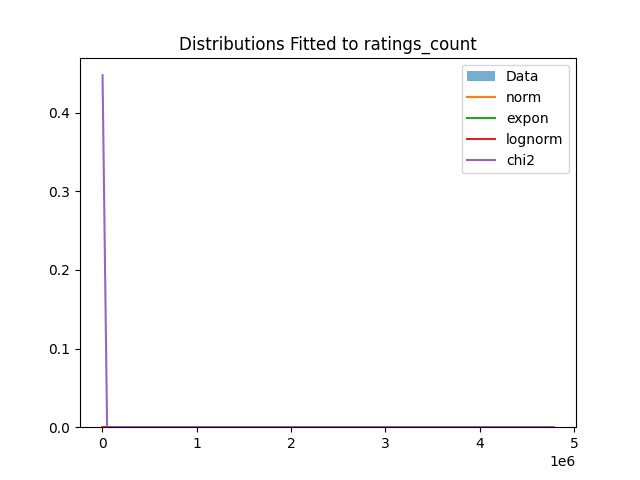 Distributions Fitted to ratings_count
Data
norm
expon
lognorm
chi2
0.4
0.3
0.2
0.1
0.0
0 1 2 3 4 5
1e6